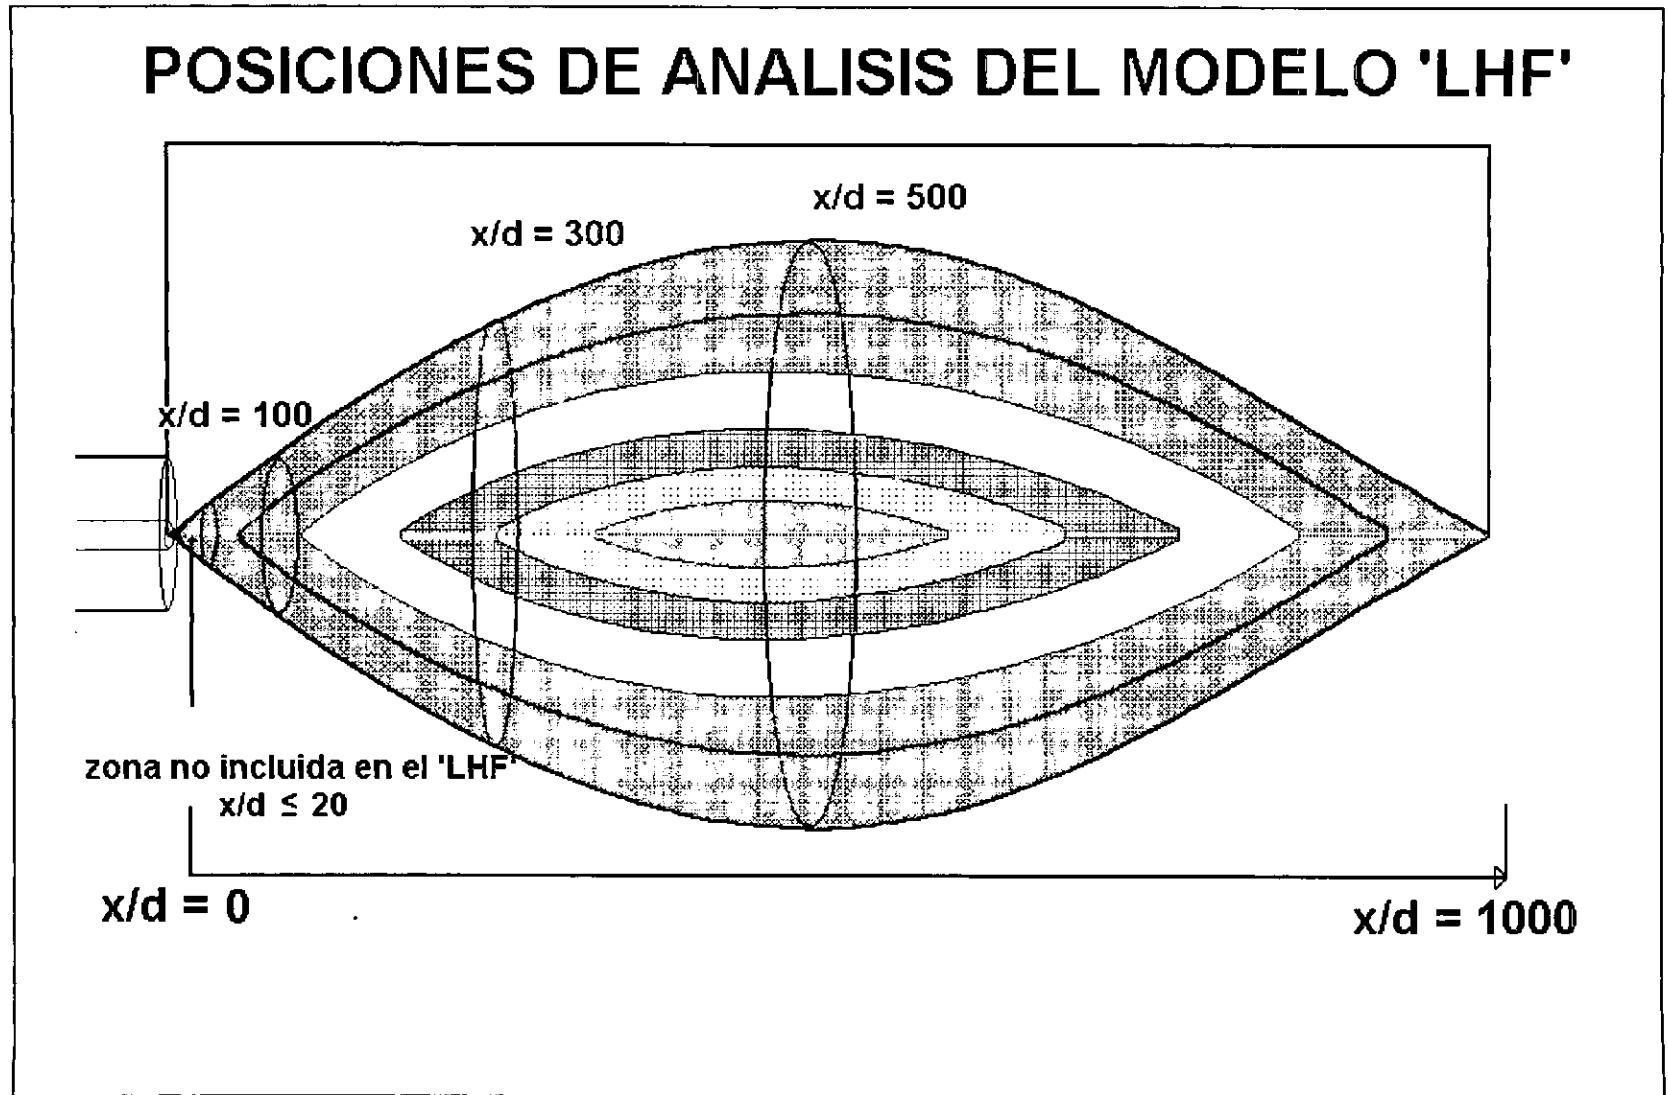 POSICIONES DE ANALISIS DEL MODELO 'LHF'
x/d = 500
x/d = 300
x/d = 100
zona no incluida en el 'LHF'
x/d ≤ 20
x/d = 0
x/d = 1000